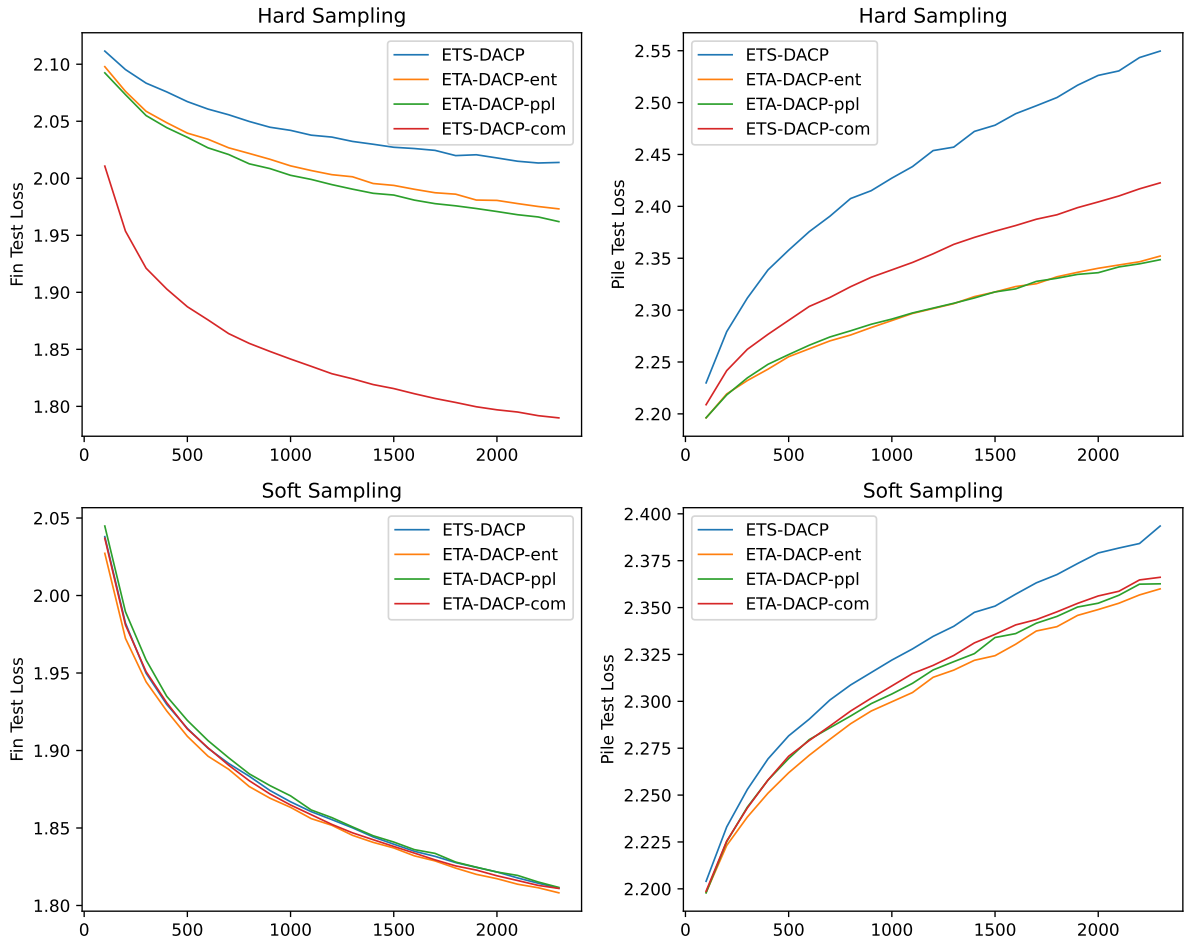 Hard Sampling
Fin Test Loss
2.10
2.05
2.00
1.95
1.90
1.85
1.80
0
500
1000
1500
2000
ETS-DACP
ETA-DACP-ent
ETA-DACP-ppl
ETS-DACP-com
Hard Sampling
Pile Test Loss
2.55
2.50
2.45
2.40
2.35
2.30
2.25
2.20
0
500
1000
1500
2000
ETS-DACP
ETA-DACP-ent
ETA-DACP-ppl
ETS-DACP-com
Soft Sampling
Fin Test Loss
2.05
2.00
1.95
1.90
1.85
1.80
0
500
1000
1500
2000
ETS-DACP
ETA-DACP-ent
ETA-DACP-ppl
ETA-DACP-com
Soft Sampling
Pile Test Loss
2.400
2.375
2.350
2.325
2.300
2.275
2.250
2.225
2.200
0
500
1000
1500
2000
ETS-DACP
ETA-DACP-ent
ETA-DACP-ppl
ETA-DACP-com